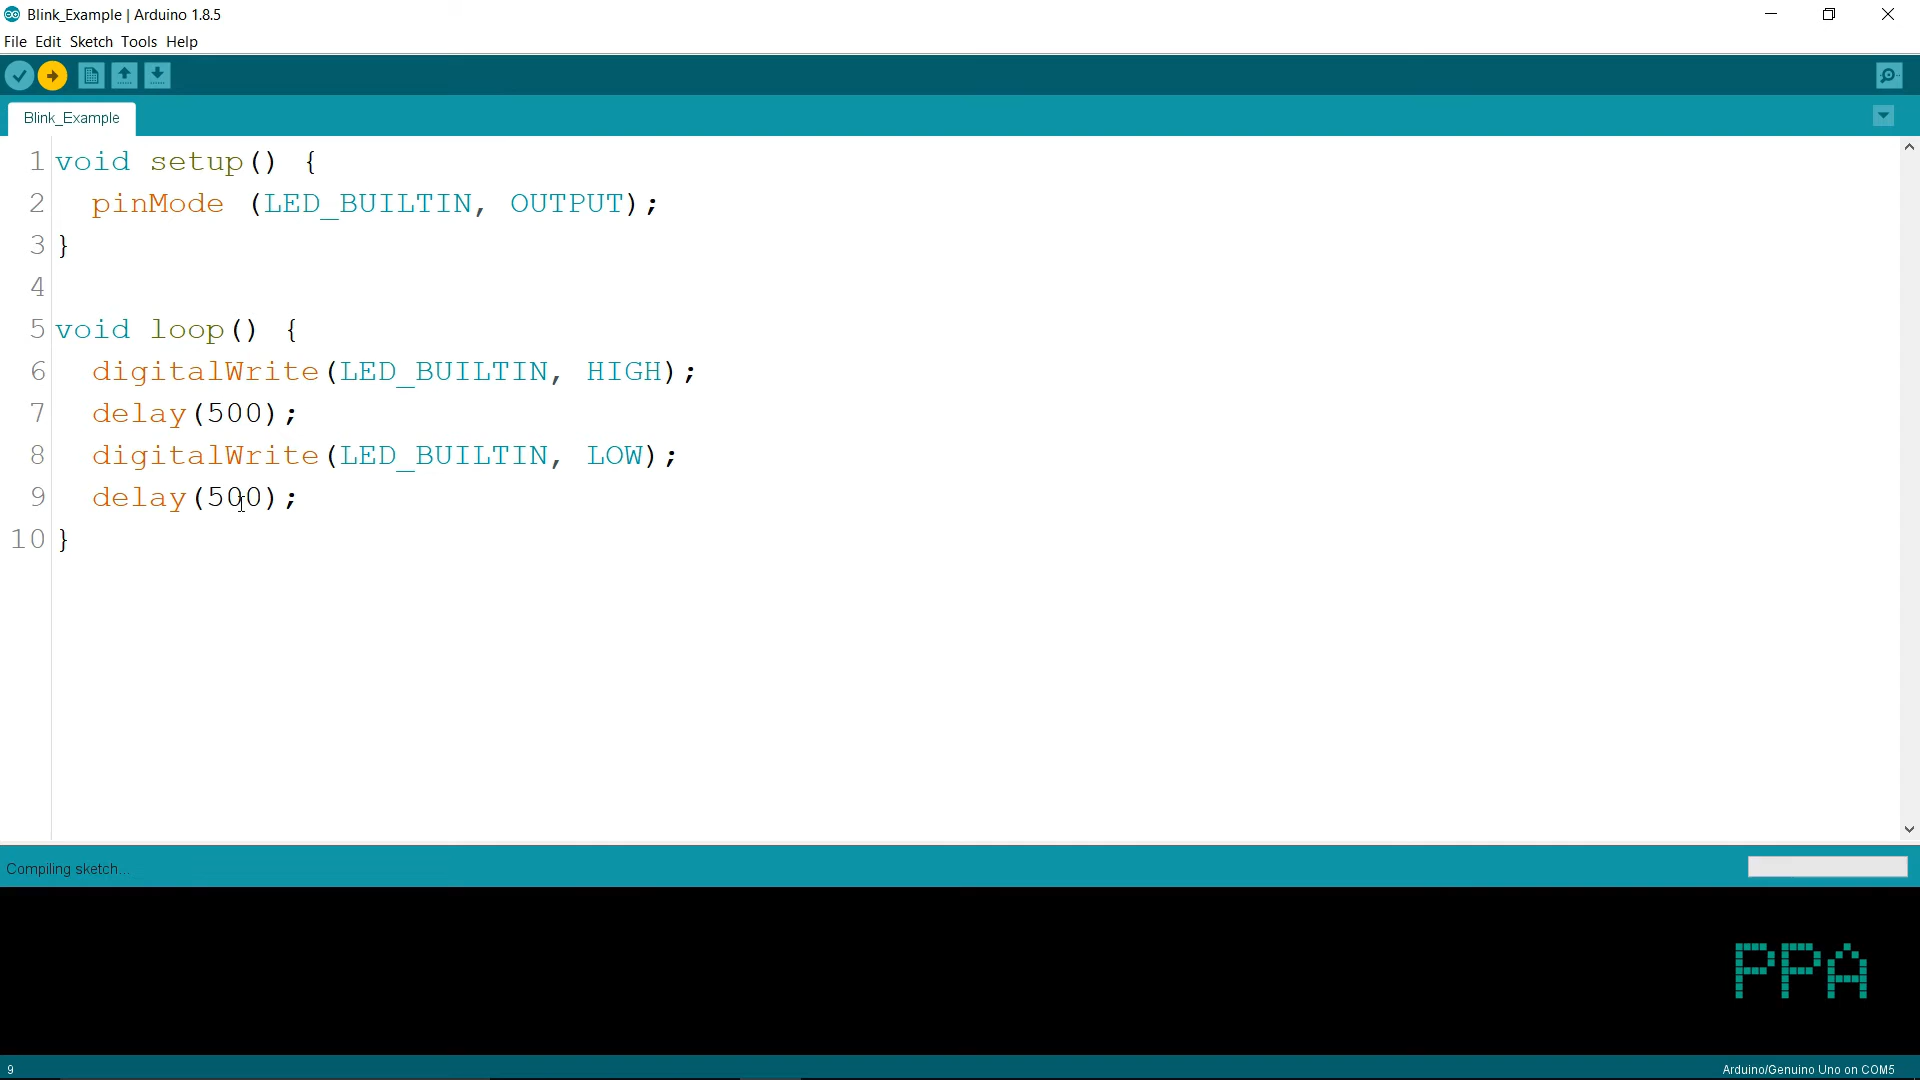 Blink_Example | Arduino 1.8.5
File Edit Sketch Tools Help
Blink_Example
1 void setup() {
2   pinMode (LED_BUILTIN, OUTPUT);
3 }
4
5 void loop() {
6   digitalWrite(LED_BUILTIN, HIGH);
7   delay(500);
8   digitalWrite(LED_BUILTIN, LOW);
9   delay(500);
10 }
Compiling sketch...
PPA
9
Arduino/Genuino Uno on COM5